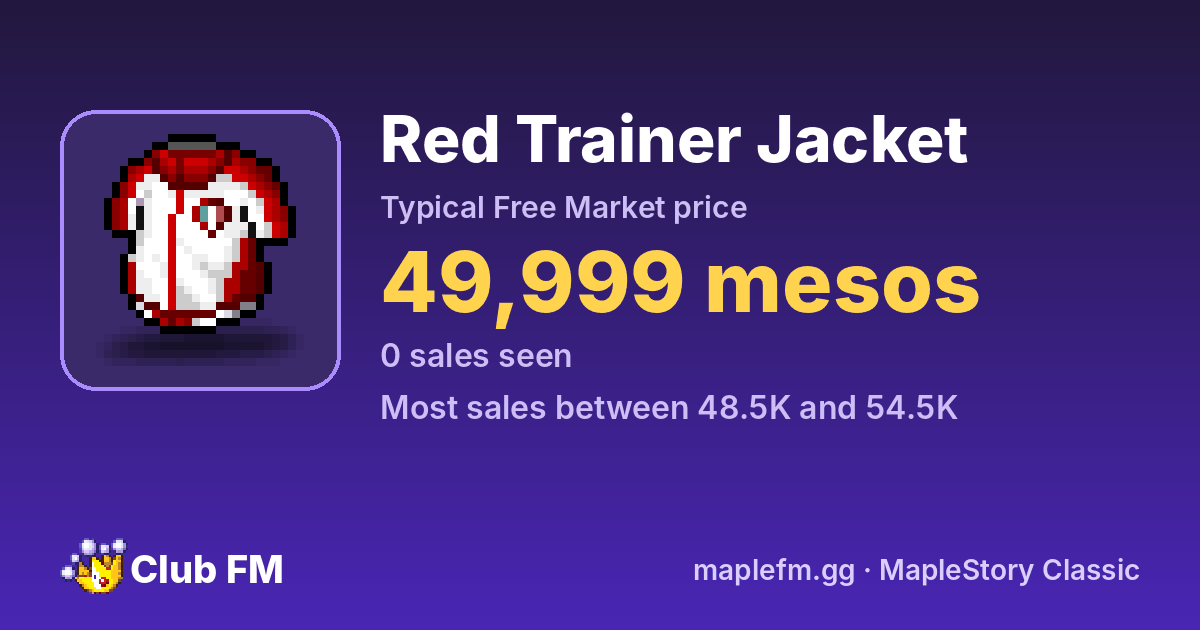 Red Trainer Jacket
Typical Free Market price
49,999 mesos
0 sales seen
Most sales between 48.5K and 54.5K
Club FM
maplefm.gg · MapleStory Classic